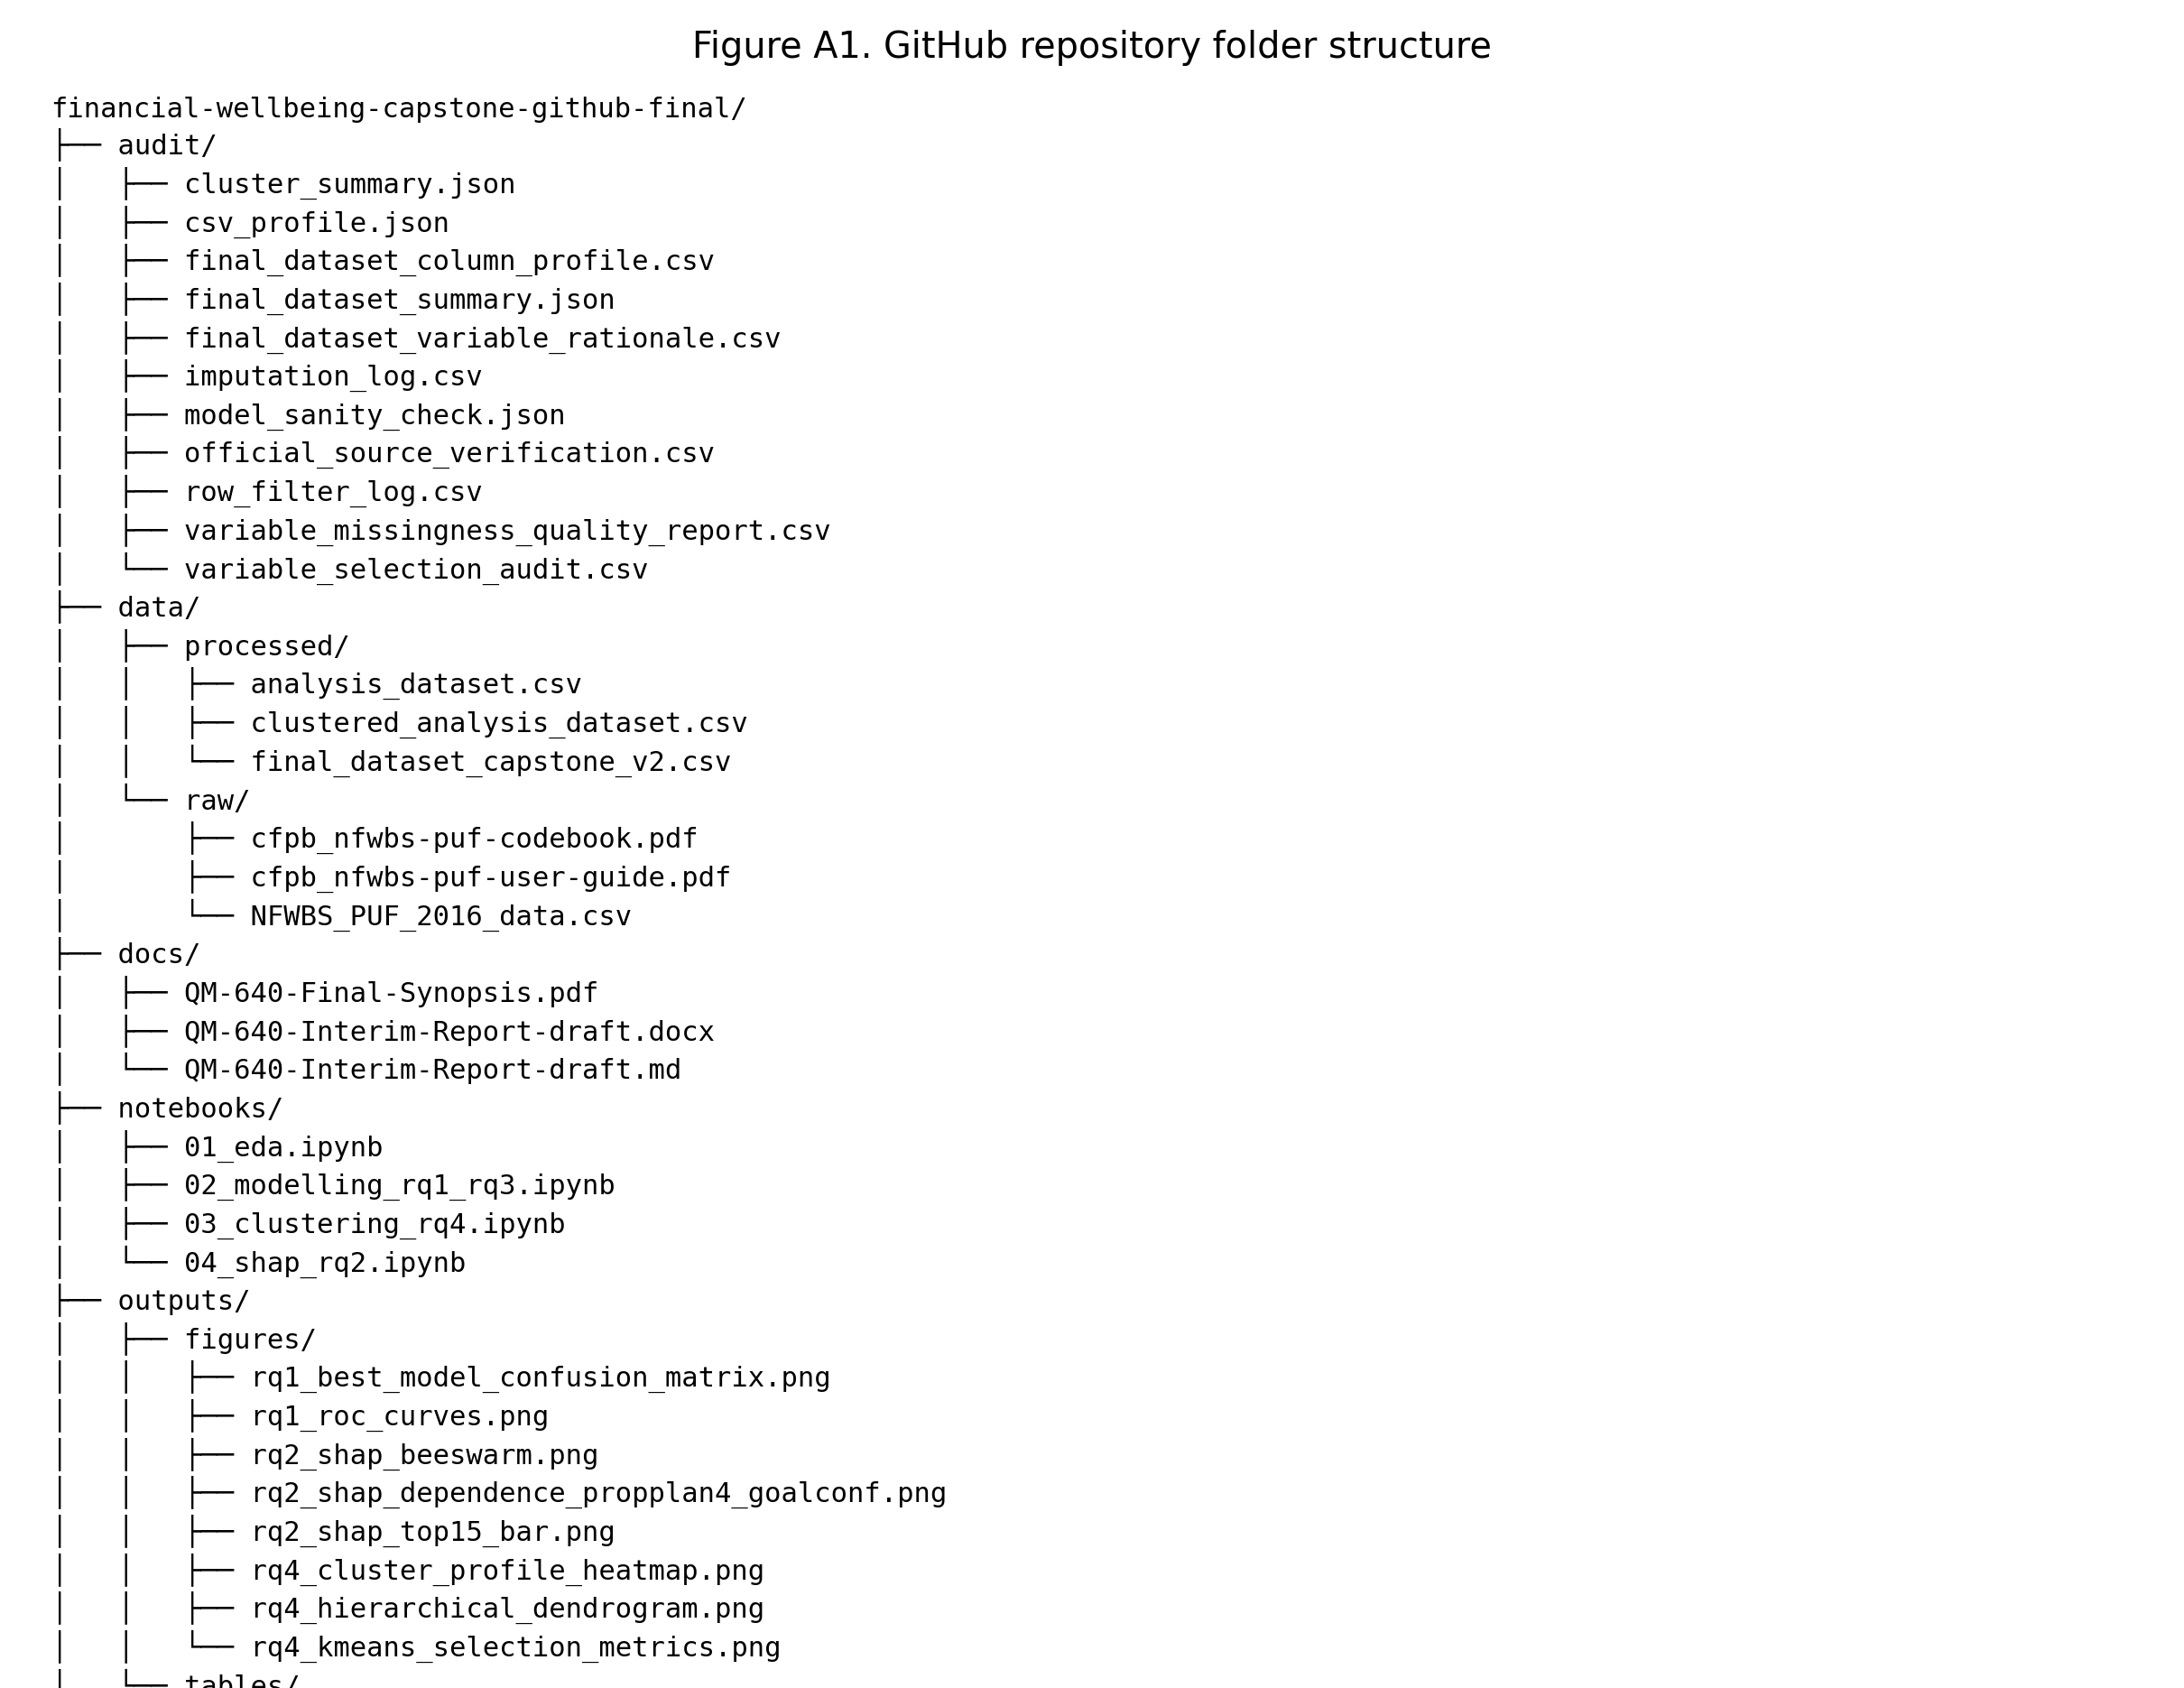 Figure A1. GitHub repository folder structure
financial-wellbeing-capstone-github-final/
├── audit/
│   ├── cluster_summary.json
│   ├── csv_profile.json
│   ├── final_dataset_column_profile.csv
│   ├── final_dataset_summary.json
│   ├── final_dataset_variable_rationale.csv
│   ├── imputation_log.csv
│   ├── model_sanity_check.json
│   ├── official_source_verification.csv
│   ├── row_filter_log.csv
│   ├── variable_missingness_quality_report.csv
│   └── variable_selection_audit.csv
├── data/
│   ├── processed/
│   │   ├── analysis_dataset.csv
│   │   ├── clustered_analysis_dataset.csv
│   │   └── final_dataset_capstone_v2.csv
│   └── raw/
│       ├── cfpb_nfwbs-puf-codebook.pdf
│       ├── cfpb_nfwbs-puf-user-guide.pdf
│       └── NFWBS_PUF_2016_data.csv
├── docs/
│   ├── QM-640-Final-Synopsis.pdf
│   ├── QM-640-Interim-Report-draft.docx
│   └── QM-640-Interim-Report-draft.md
├── notebooks/
│   ├── 01_eda.ipynb
│   ├── 02_modelling_rq1_rq3.ipynb
│   ├── 03_clustering_rq4.ipynb
│   └── 04_shap_rq2.ipynb
├── outputs/
│   ├── figures/
│   │   ├── rq1_best_model_confusion_matrix.png
│   │   ├── rq1_roc_curves.png
│   │   ├── rq2_shap_beeswarm.png
│   │   ├── rq2_shap_dependence_propplan4_goalconf.png
│   │   ├── rq2_shap_top15_bar.png
│   │   ├── rq4_cluster_profile_heatmap.png
│   │   ├── rq4_hierarchical_dendrogram.png
│   │   └── rq4_kmeans_selection_metrics.png
│   └── tables/